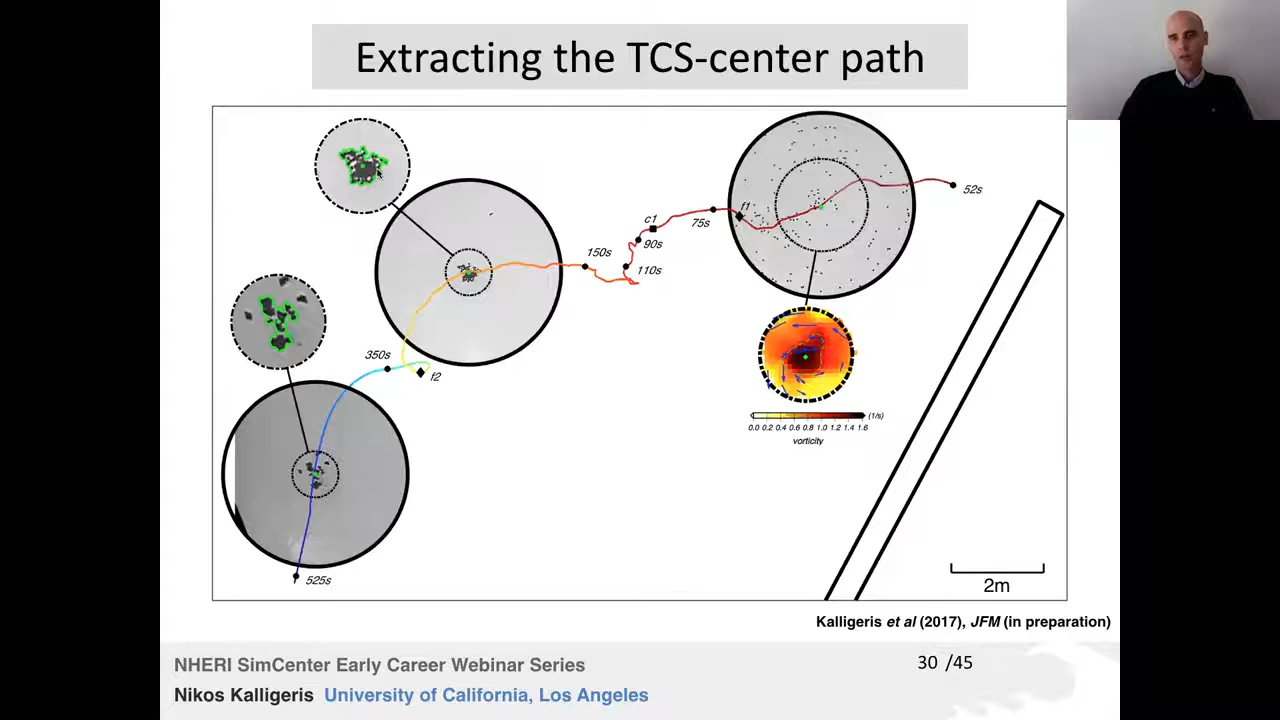 Extracting the TCS-center path
52s
f1
c1
75s
90s
150s
110s
350s
f2
(1/s)
0.0 0.2 0.4 0.6 0.8 1.0 1.2 1.4 1.6
vorticity
525s
2m
Kalligeris et al (2017), JFM (in preparation)
NHERI SimCenter Early Career Webinar Series
30 /45
Nikos Kalligeris University of California, Los Angeles